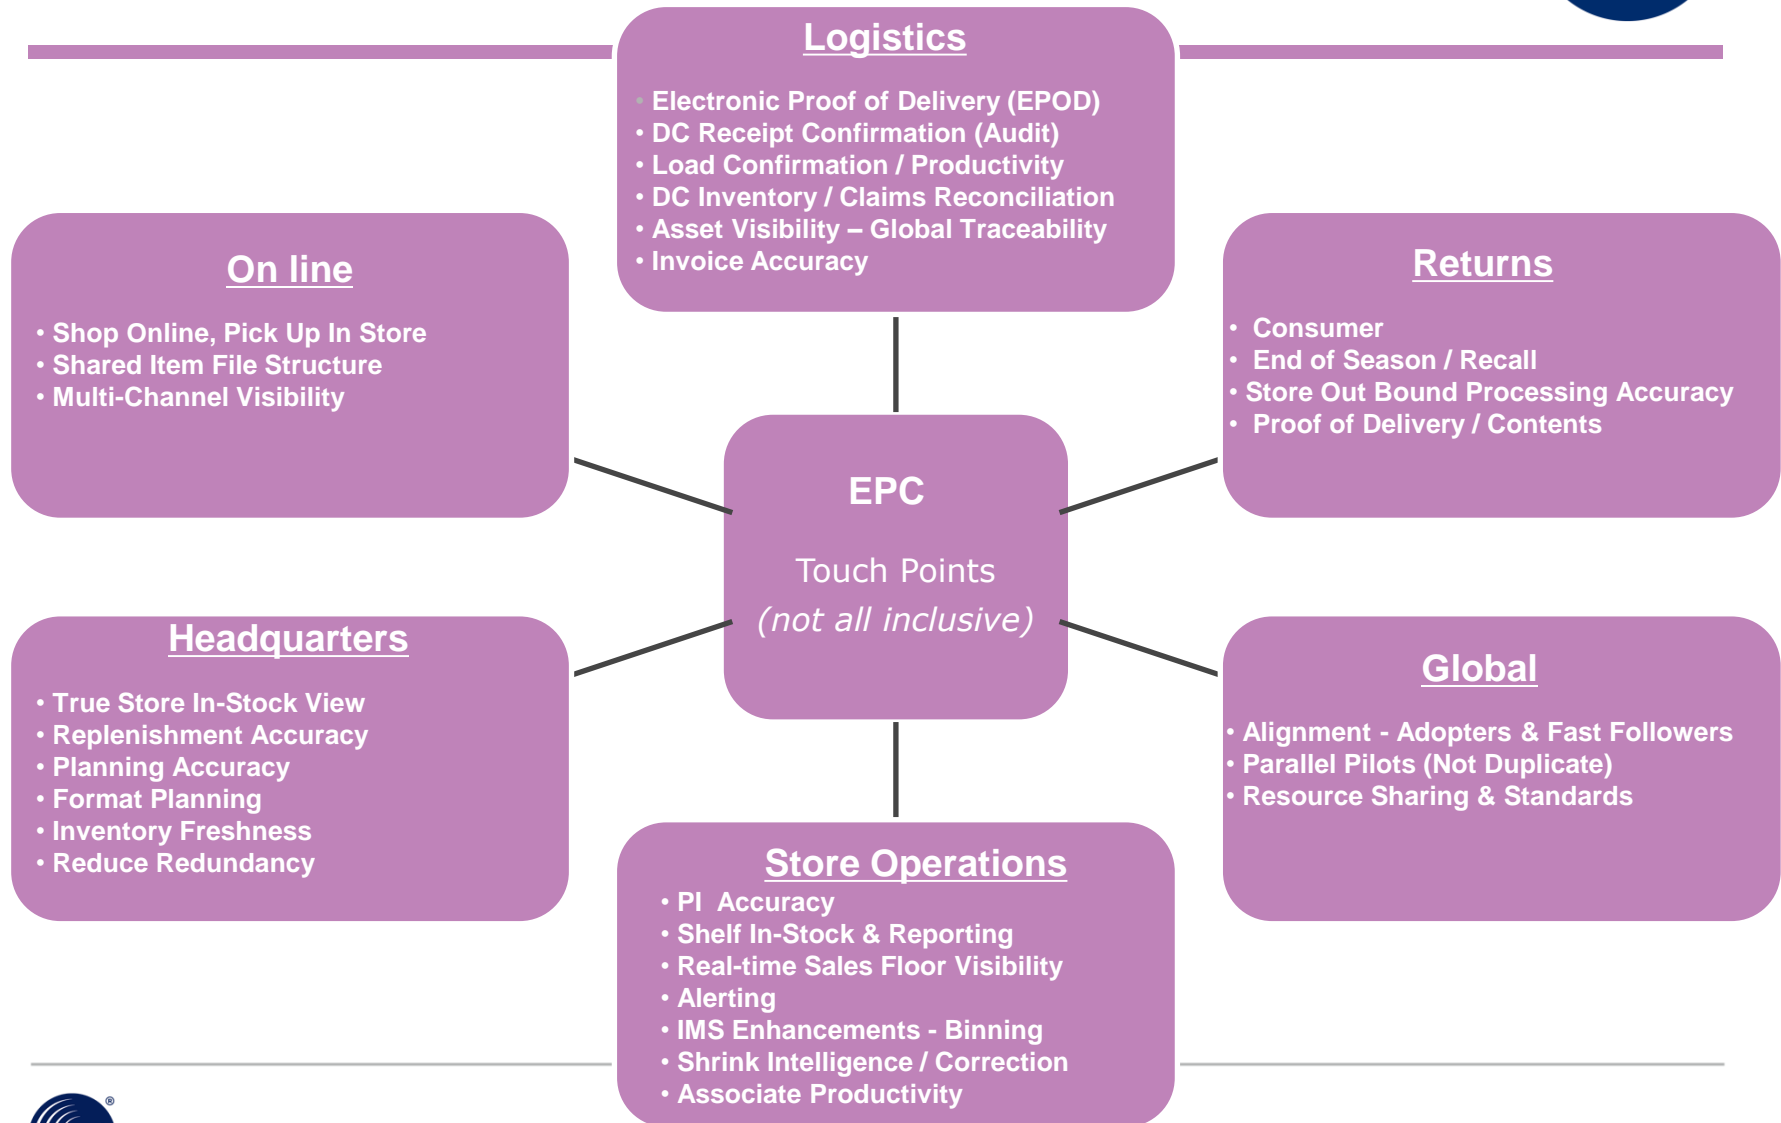 Logistics
• Electronic Proof of Delivery (EPOD)
• DC Receipt Confirmation (Audit)
• Load Confirmation / Productivity
• DC Inventory / Claims Reconciliation
• Asset Visibility – Global Traceability
• Invoice Accuracy
On line
• Shop Online, Pick Up In Store
• Shared Item File Structure
• Multi-Channel Visibility
Returns
• Consumer
• End of Season / Recall
• Store Out Bound Processing Accuracy
• Proof of Delivery / Contents
EPC
Touch Points
(not all inclusive)
Headquarters
• True Store In-Stock View
• Replenishment Accuracy
• Planning Accuracy
• Format Planning
• Inventory Freshness
• Reduce Redundancy
Global
• Alignment - Adopters & Fast Followers
• Parallel Pilots (Not Duplicate)
• Resource Sharing & Standards
Store Operations
• PI  Accuracy
• Shelf In-Stock & Reporting
• Real-time Sales Floor Visibility
• Alerting
• IMS Enhancements - Binning
• Shrink Intelligence / Correction
• Associate Productivity
®